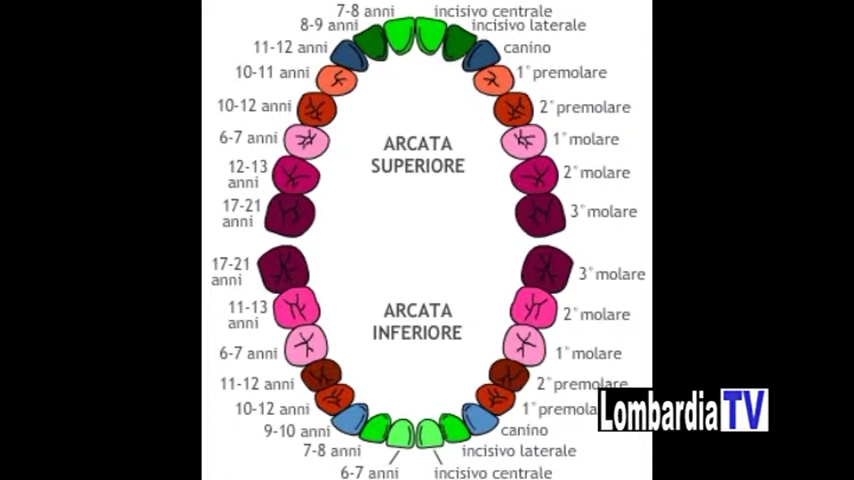 7-8 anni incisivo centrale
8-9 anni incisivo laterale
11-12 anni canino
10-11 anni 1° premolare
10-12 anni 2° premolare
6-7 anni 1° molare
12-13
anni 2° molare
17-21
anni 3° molare
ARCATA
SUPERIORE
17-21
anni 3° molare
11-13
anni 2° molare
ARCATA
INFERIORE
6-7 anni 1° molare
11-12 anni 2° premolare
10-12 anni 1° premola
9-10 anni canino
7-8 anni incisivo laterale
6-7 anni incisivo centrale
LombardiaTV